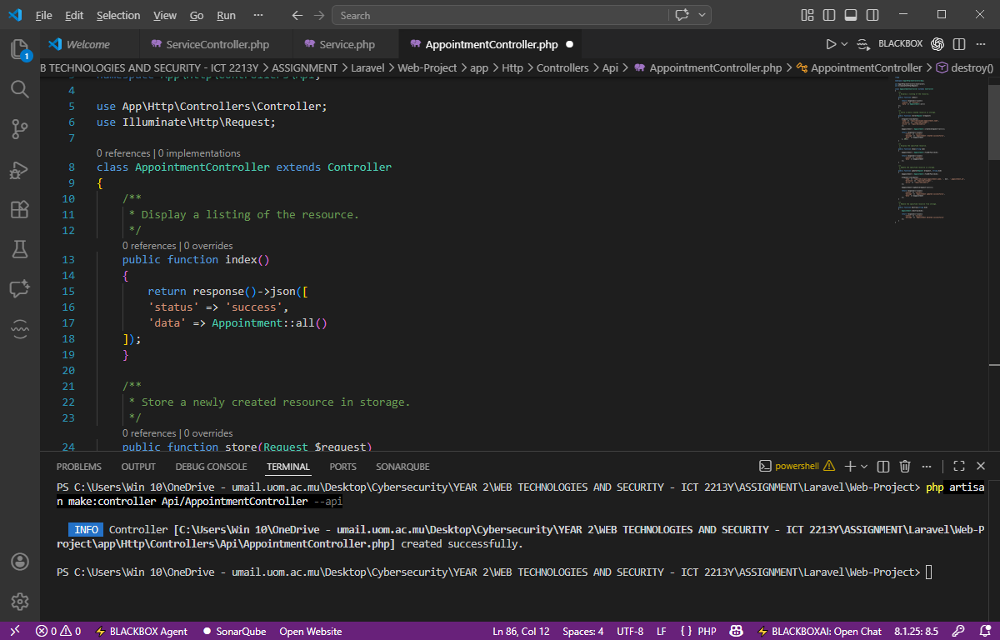 File Edit Selection View Go Run ··· Search
1
Welcome ServiceController.php Service.php AppointmentController.php BLACKBOX
B TECHNOLOGIES AND SECURITY - ICT 2213Y > ASSIGNMENT > Laravel > Web-Project > app > Http > Controllers > Api > AppointmentController.php > AppointmentController > destroy()
3 namespace App\Http\Controllers\Api;
4
5 use App\Http\Controllers\Controller;
6 use Illuminate\Http\Request;
7
0 references | 0 implementations
8 class AppointmentController extends Controller
9 {
10 /**
11 * Display a listing of the resource.
12 */
0 references | 0 overrides
13 public function index()
14 {
15 return response()->json([
16 'status' => 'success',
17 'data' => Appointment::all()
18 ]);
19 }
20
21 /**
22 * Store a newly created resource in storage.
23 */
0 references | 0 overrides
24 public function store(Request $request)
PROBLEMS OUTPUT DEBUG CONSOLE TERMINAL PORTS SONARQUBE powershell
PS C:\Users\Win 10\OneDrive - umail.uom.ac.mu\Desktop\Cybersecurity\YEAR 2\WEB TECHNOLOGIES AND SECURITY - ICT 2213Y\ASSIGNMENT\Laravel\Web-Project> php artisa
n make:controller Api/AppointmentController --api
INFO Controller [C:\Users\Win 10\OneDrive - umail.uom.ac.mu\Desktop\Cybersecurity\YEAR 2\WEB TECHNOLOGIES AND SECURITY - ICT 2213Y\ASSIGNMENT\Laravel\Web-P
roject\app\Http\Controllers\Api\AppointmentController.php] created successfully.
PS C:\Users\Win 10\OneDrive - umail.uom.ac.mu\Desktop\Cybersecurity\YEAR 2\WEB TECHNOLOGIES AND SECURITY - ICT 2213Y\ASSIGNMENT\Laravel\Web-Project>
0 0 BLACKBOX Agent SonarQube Open Website Ln 86, Col 12 Spaces: 4 UTF-8 LF { } PHP BLACKBOXAI: Open Chat 8.1.25: 8.5